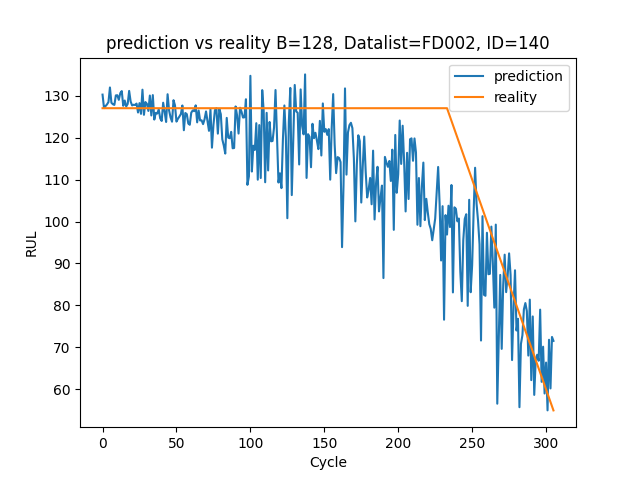 prediction vs reality B=128, Datalist=FD002, ID=140
prediction
reality
RUL
130
120
110
100
90
80
70
60
0 50 100 150 200 250 300
Cycle